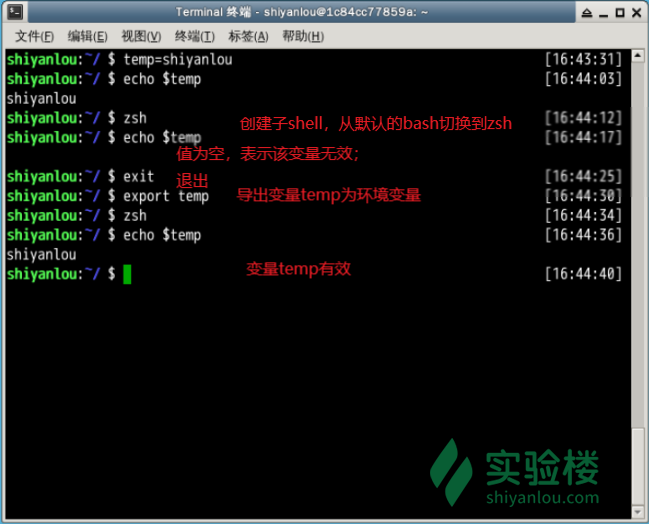 Terminal 终端 - shiyanlou@1c84cc77859a: ~
文件(F) 编辑(E) 视图(V) 终端(T) 标签(A) 帮助(H)
shiyanlou:~/ $ temp=shiyanlou [16:43:31]
shiyanlou:~/ $ echo $temp [16:44:03]
shiyanlou
shiyanlou:~/ $ zsh [16:44:12]
创建子shell，从默认的bash切换到zsh
shiyanlou:~/ $ echo $temp [16:44:17]
值为空，表示该变量无效；
shiyanlou:~/ $ exit [16:44:25]
退出
shiyanlou:~/ $ export temp 导出变量temp为环境变量 [16:44:30]
shiyanlou:~/ $ zsh [16:44:34]
shiyanlou:~/ $ echo $temp [16:44:36]
shiyanlou
变量temp有效
shiyanlou:~/ $ [16:44:40]
实验楼
shiyanlou.com